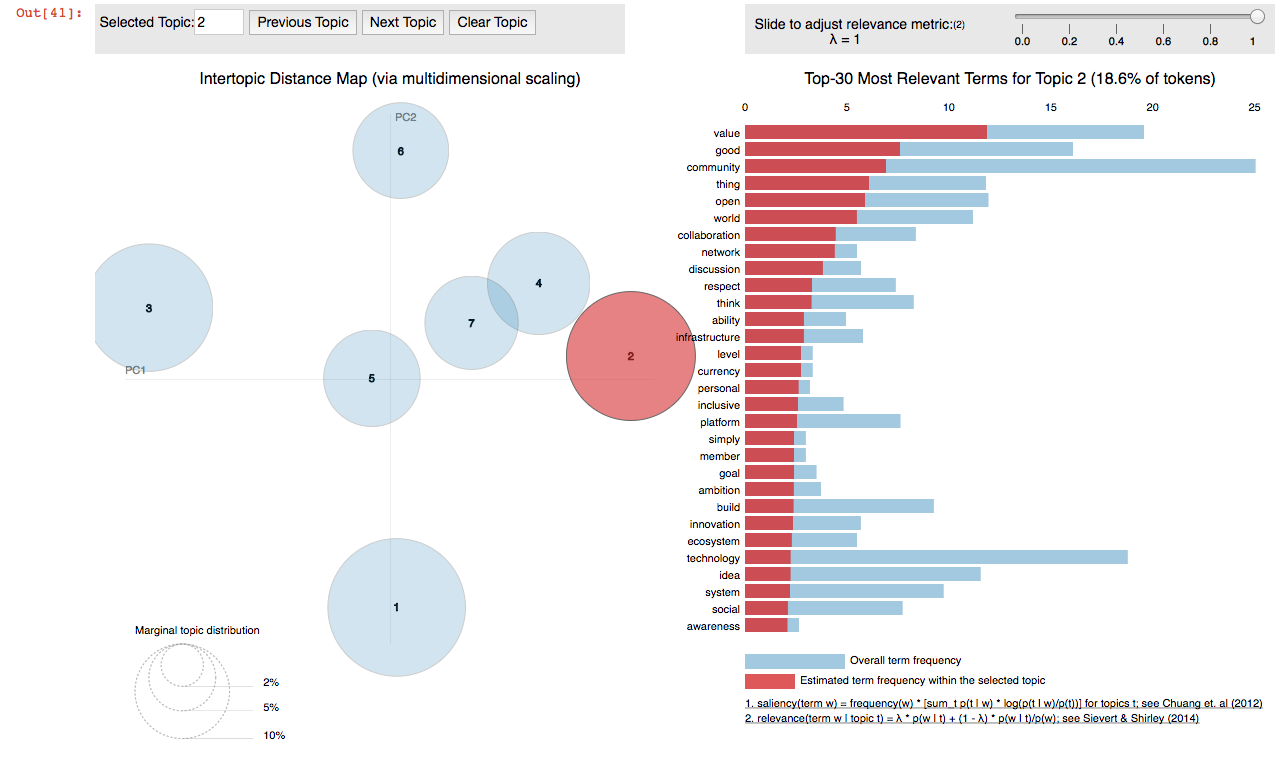 Out[41]:
Selected Topic: 2 Previous Topic Next Topic Clear Topic
Slide to adjust relevance metric:(2)
λ = 1
0.0 0.2 0.4 0.6 0.8 1
Intertopic Distance Map (via multidimensional scaling)
PC2
6
3
4
7
2
PC1
5
1
Marginal topic distribution
2%
5%
10%
Top-30 Most Relevant Terms for Topic 2 (18.6% of tokens)
0 5 10 15 20 25
value
good
community
thing
open
world
collaboration
network
discussion
respect
think
ability
infrastructure
level
currency
personal
inclusive
platform
simply
member
goal
ambition
build
innovation
ecosystem
technology
idea
system
social
awareness
Overall term frequency
Estimated term frequency within the selected topic
1. saliency(term w) = frequency(w) * [sum_t p(t | w) * log(p(t | w)/p(t))] for topics t; see Chuang et. al (2012)
2. relevance(term w | topic t) = λ * p(w | t) + (1 - λ) * p(w | t)/p(w); see Sievert & Shirley (2014)